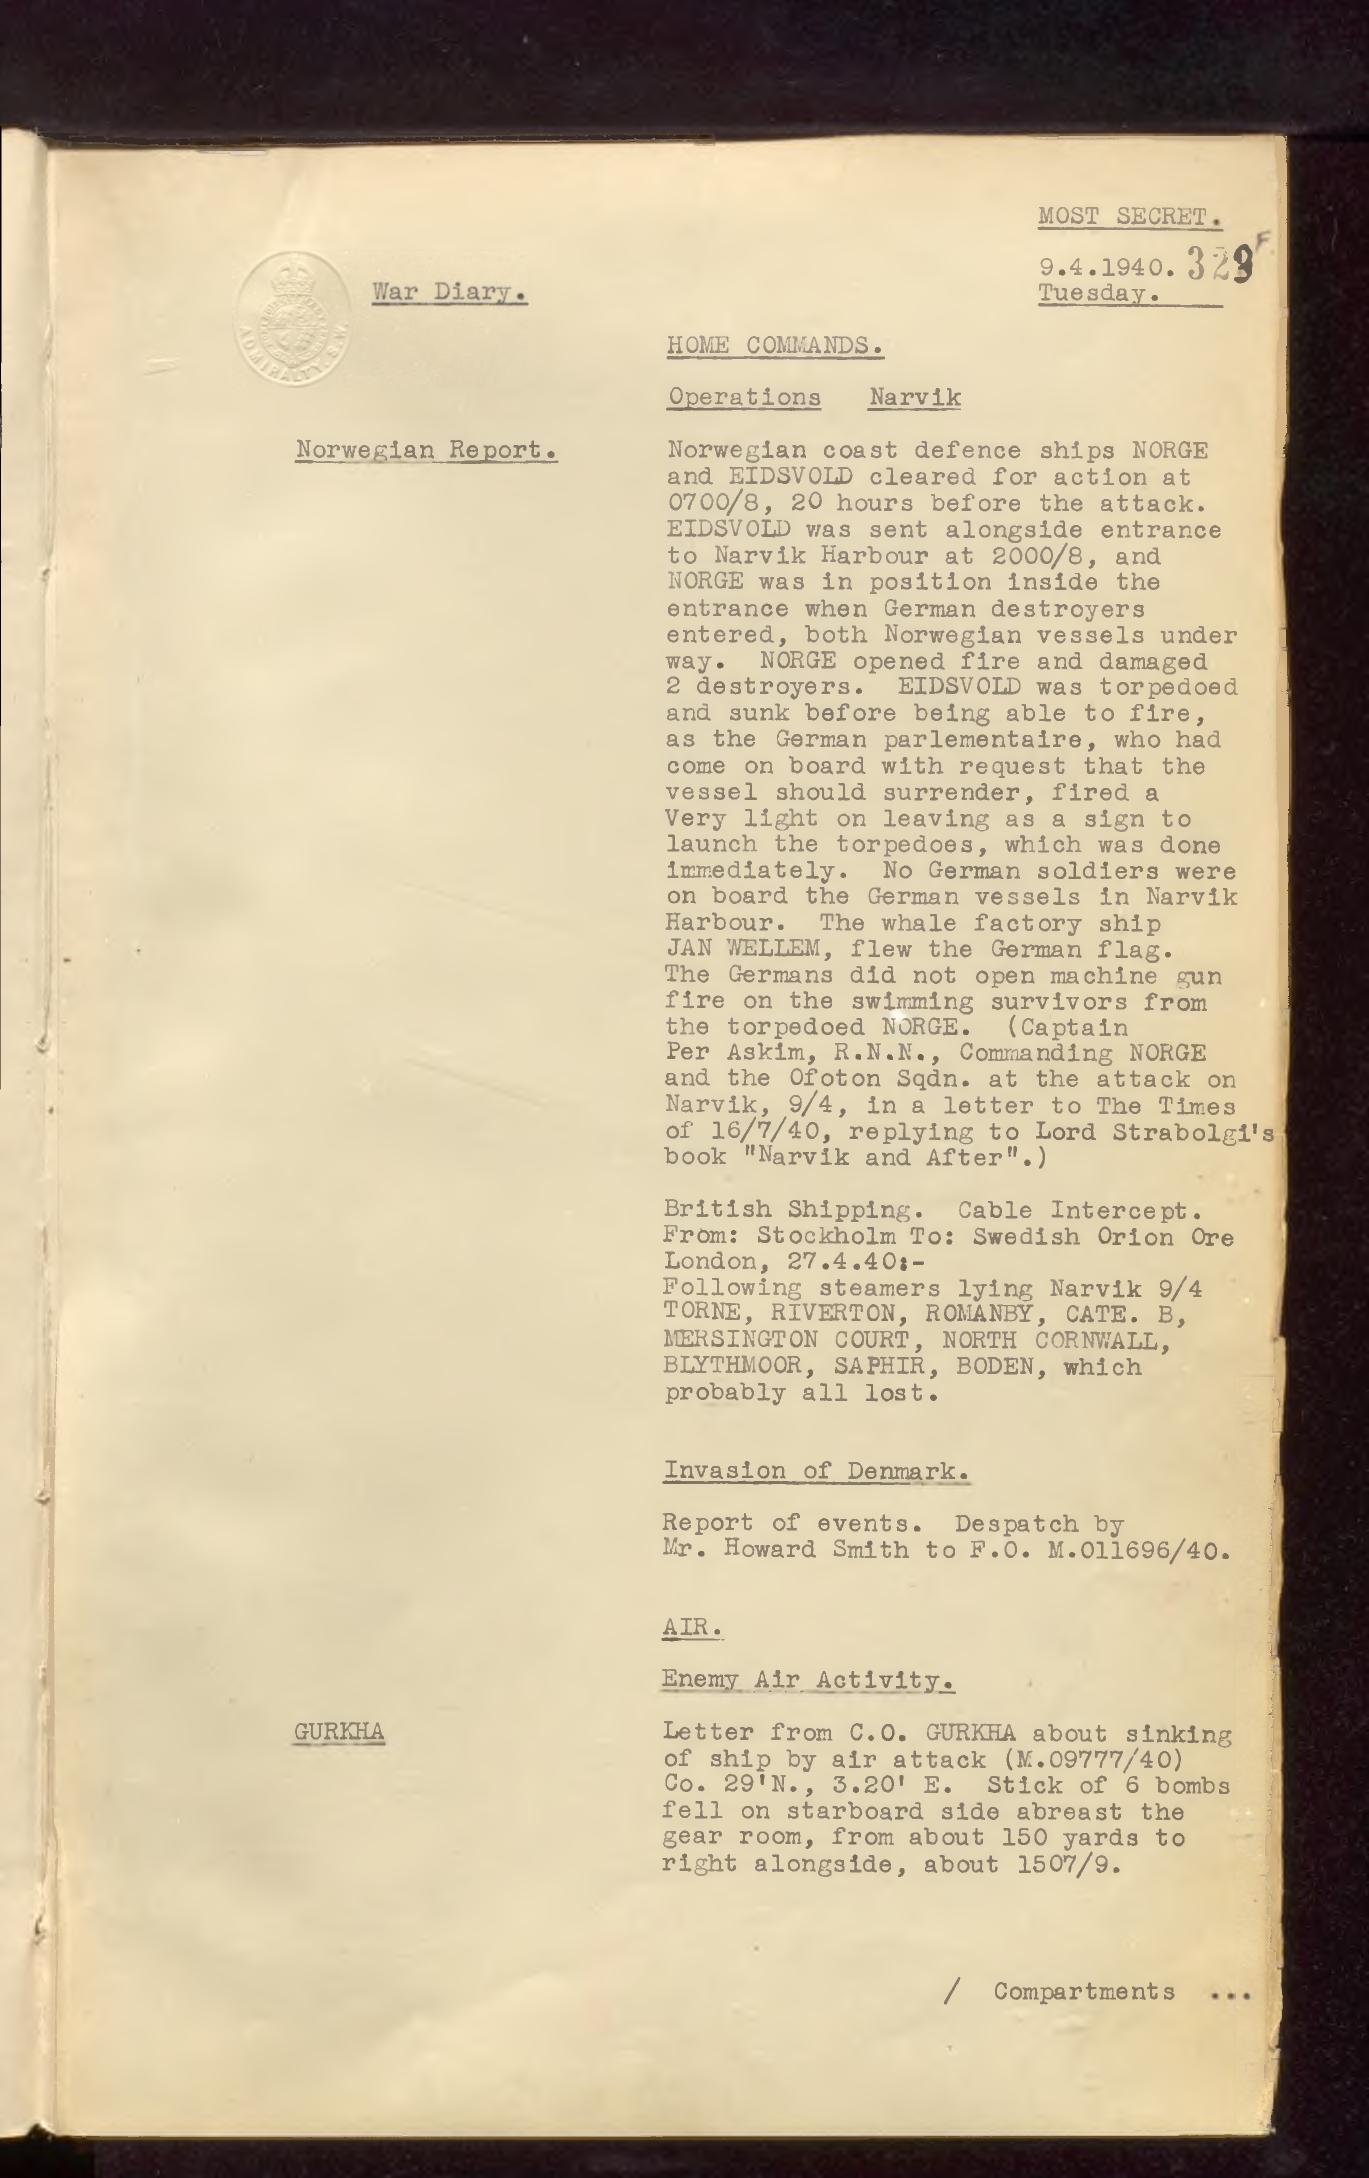 MOST SECRET.
9.4.1940. 329 F
Tuesday.
ADMIRALTY. S.W.
War Diary.
HOME COMMANDS.
Operations Narvik
Norwegian Report.
Norwegian coast defence ships NORGE
and EIDSVOLD cleared for action at
0700/8, 20 hours before the attack.
EIDSVOLD was sent alongside entrance
to Narvik Harbour at 2000/8, and
NORGE was in position inside the
entrance when German destroyers
entered, both Norwegian vessels under
way. NORGE opened fire and damaged
2 destroyers. EIDSVOLD was torpedoed
and sunk before being able to fire,
as the German parlementaire, who had
come on board with request that the
vessel should surrender, fired a
Very light on leaving as a sign to
launch the torpedoes, which was done
immediately. No German soldiers were
on board the German vessels in Narvik
Harbour. The whale factory ship
JAN WELLEM, flew the German flag.
The Germans did not open machine gun
fire on the swimming survivors from
the torpedoed NORGE. (Captain
Per Askim, R.N.N., Commanding NORGE
and the Ofoton Sqdn. at the attack on
Narvik, 9/4, in a letter to The Times
of 16/7/40, replying to Lord Strabolgi's
book "Narvik and After".)
British Shipping. Cable Intercept.
From: Stockholm To: Swedish Orion Ore
London, 27.4.40:-
Following steamers lying Narvik 9/4
TORNE, RIVERTON, ROMANBY, CATE. B,
MERSINGTON COURT, NORTH CORNWALL,
BLYTHMOOR, SAPHIR, BODEN, which
probably all lost.
Invasion of Denmark.
Report of events. Despatch by
Mr. Howard Smith to F.O. M.011696/40.
AIR.
Enemy Air Activity.
GURKHA
Letter from C.O. GURKHA about sinking
of ship by air attack (M.09777/40)
Co. 29'N., 3.20' E. Stick of 6 bombs
fell on starboard side abreast the
gear room, from about 150 yards to
right alongside, about 1507/9.
/ Compartments ...